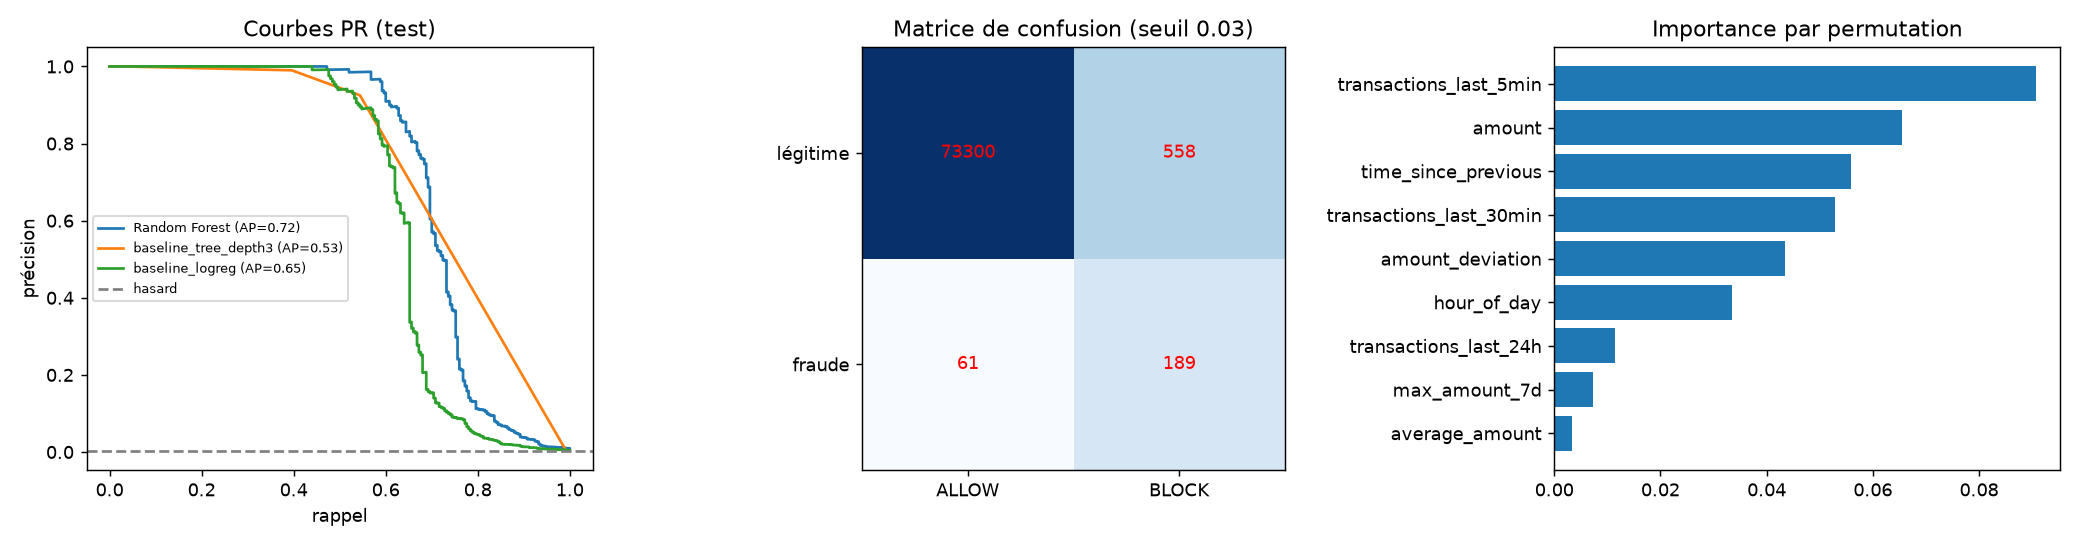 Courbes PR (test)
précision
1.0
0.8
0.6
0.4
0.2
0.0
Random Forest (AP=0.72)
baseline_tree_depth3 (AP=0.53)
baseline_logreg (AP=0.65)
hasard
0.0 0.2 0.4 0.6 0.8 1.0
rappel
Matrice de confusion (seuil 0.03)
légitime 73300 558
fraude 61 189
ALLOW BLOCK
Importance par permutation
transactions_last_5min
amount
time_since_previous
transactions_last_30min
amount_deviation
hour_of_day
transactions_last_24h
max_amount_7d
average_amount
0.00 0.02 0.04 0.06 0.08